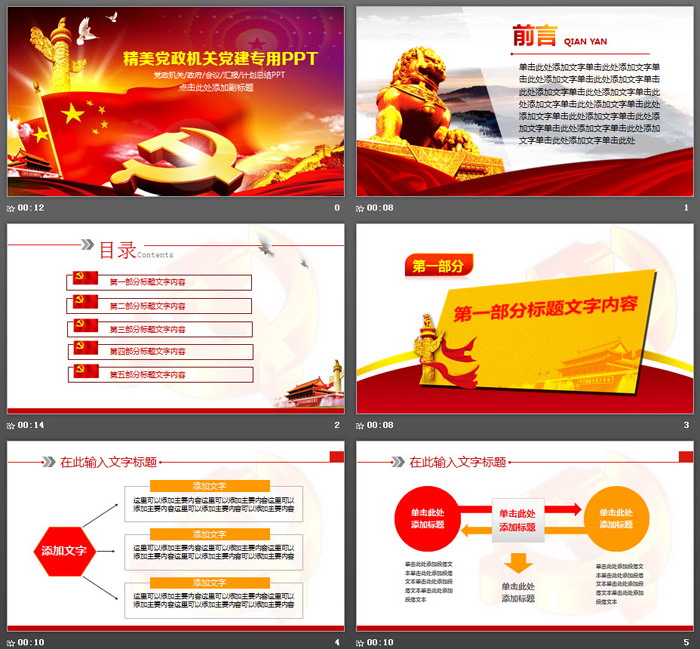 精美党政机关党建专用PPT
党政机关/政府/会议/汇报/计划总结PPT
点击此处添加副标题
00:12
0
前言 QIAN YAN
单击此处添加文字单击此处添加文字单
击此处添加文字单击此处添加文字单击
此处添加文字单击此处添加文字单击此
处添加文字单击此处添加文字单击此处
添加文字单击此处添加文字单击此处添
加文字单击此处添加文字单击此处添加
文字单击此处添加文字单击此处
00:08
1
目录Contents
第一部分标题文字内容
第二部分标题文字内容
第三部分标题文字内容
第四部分标题文字内容
第五部分标题文字内容
00:14
2
第一部分
第一部分标题文字内容
00:08
3
在此输入文字标题
添加文字
添加文字
这里可以添加主要内容这里可以添加主要内容这里可以
添加主要内容这里可以添加主要内容这里可以添加主要内容
添加文字
这里可以添加主要内容这里可以添加主要内容这里可以
添加主要内容这里可以添加主要内容这里可以添加主要内容
添加文字
这里可以添加主要内容这里可以添加主要内容这里可以
添加主要内容这里可以添加主要内容这里可以添加主要内容
00:10
4
在此输入文字标题
单击此处
添加标题
单击此处
添加标题
单击此处
添加标题
单击此处添加段落文
本单击此处添加段落
文本单击此处添加段
落文本单击此处添加
段落文本
单击此处
添加标题
单击此处添加段落文
本单击此处添加段落
文本单击此处添加段
落文本单击此处添加
段落文本
00:10
5